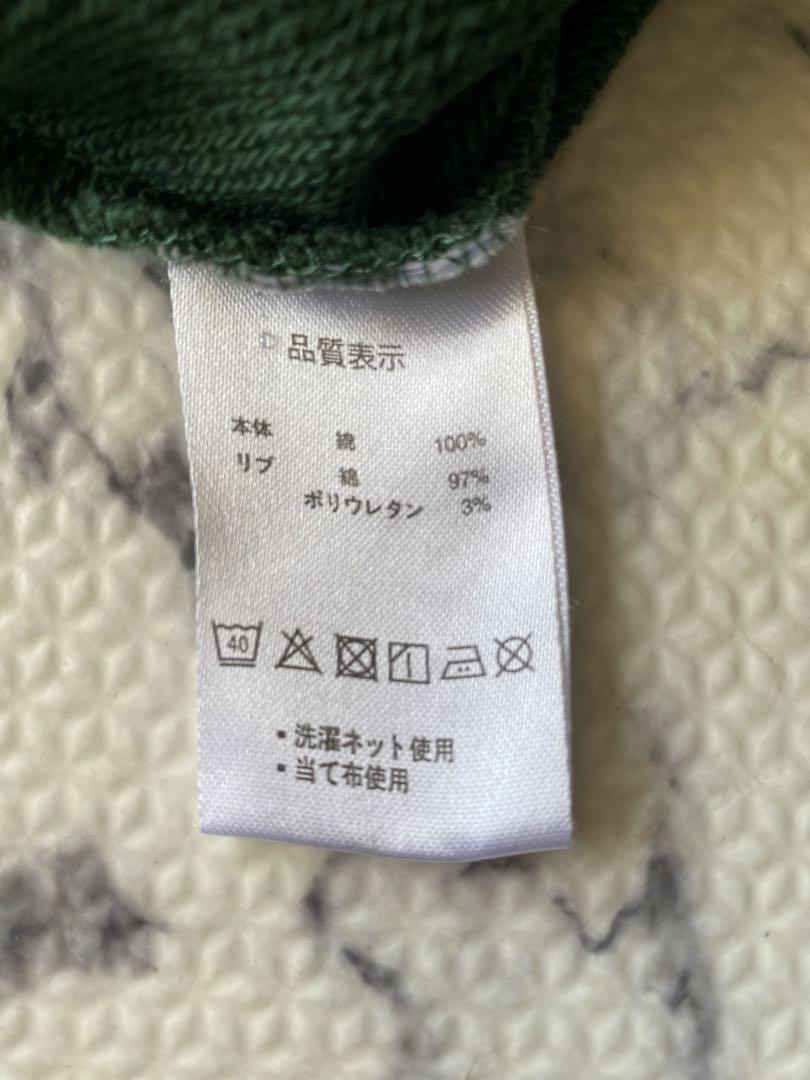 品質表示
本体 綿 100%
リブ 綿 97%
ポリウレタン 3%
40
・洗濯ネット使用
・当て布使用